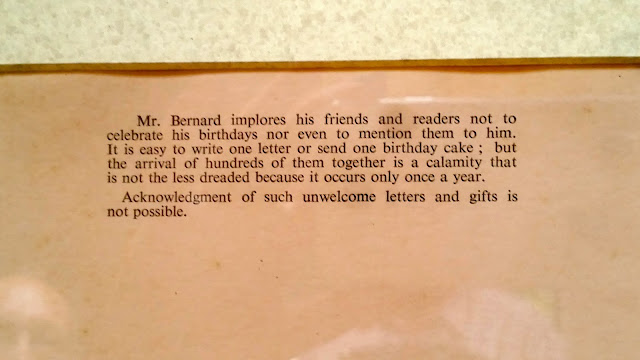 Mr. Bernard implores his friends and readers not to
celebrate his birthdays nor even to mention them to him.
It is easy to write one letter or send one birthday cake ; but
the arrival of hundreds of them together is a calamity that
is not the less dreaded because it occurs only once a year.
Acknowledgment of such unwelcome letters and gifts is
not possible.